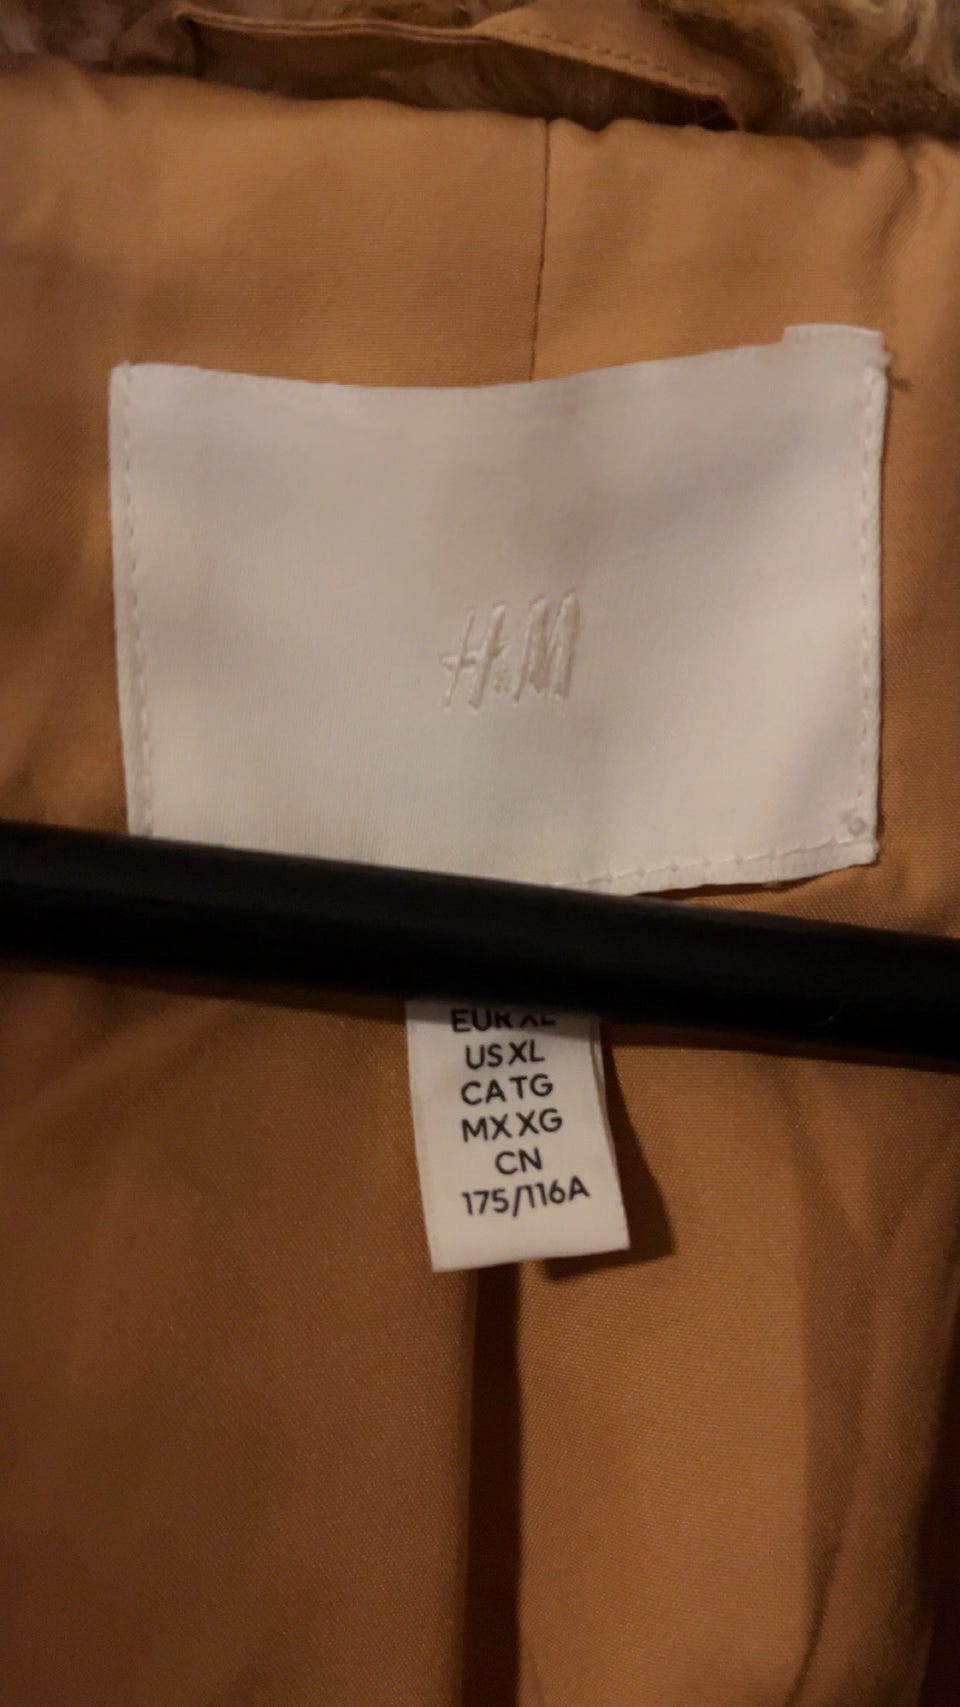 H&M
EUR XL
US XL
CA TG
MX XG
CN
175/116A